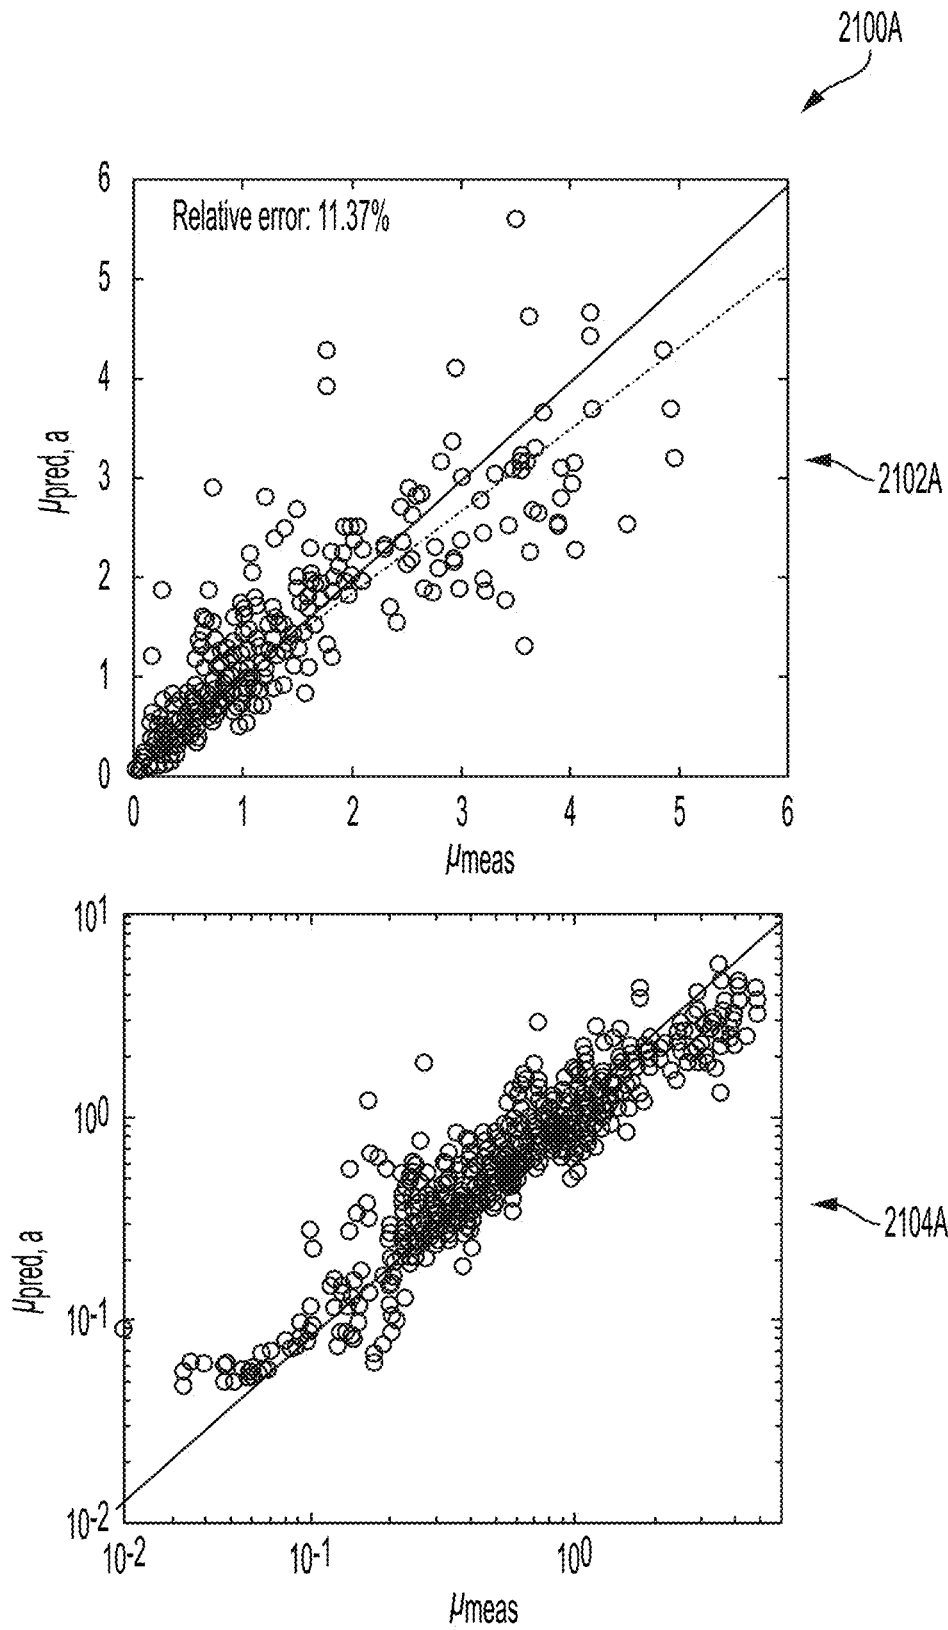 2100A
Relative error: 11.37%
6
5
4
3
2
1
0
μpred, a
0 1 2 3 4 5 6
μmeas
2102A
10¹
10⁰
10⁻¹
10⁻²
μpred, a
10⁻² 10⁻¹ 10⁰
μmeas
2104A